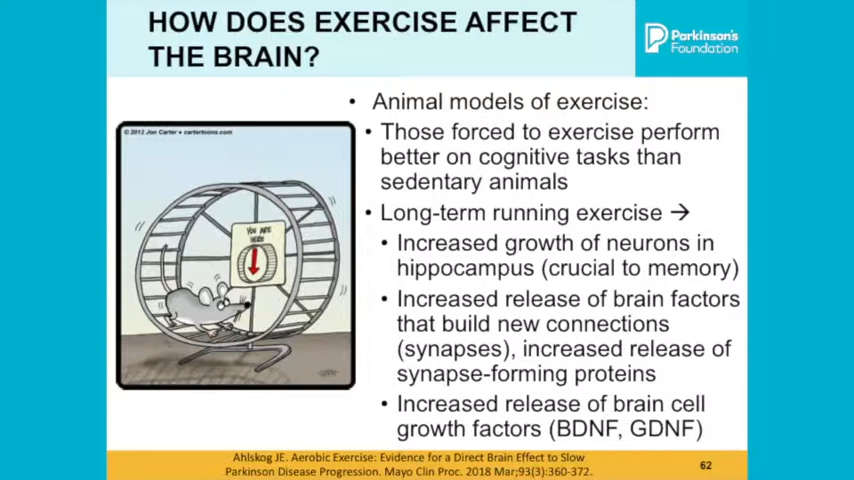 HOW DOES EXERCISE AFFECT
THE BRAIN?
Parkinson's
Foundation
© 2012 Jon Carter • cartertoons.com
YOU ARE
HERE
• Animal models of exercise:
• Those forced to exercise perform
better on cognitive tasks than
sedentary animals
• Long-term running exercise →
• Increased growth of neurons in
hippocampus (crucial to memory)
• Increased release of brain factors
that build new connections
(synapses), increased release of
synapse-forming proteins
• Increased release of brain cell
growth factors (BDNF, GDNF)
Ahlskog JE. Aerobic Exercise: Evidence for a Direct Brain Effect to Slow
Parkinson Disease Progression. Mayo Clin Proc. 2018 Mar;93(3):360-372.
62